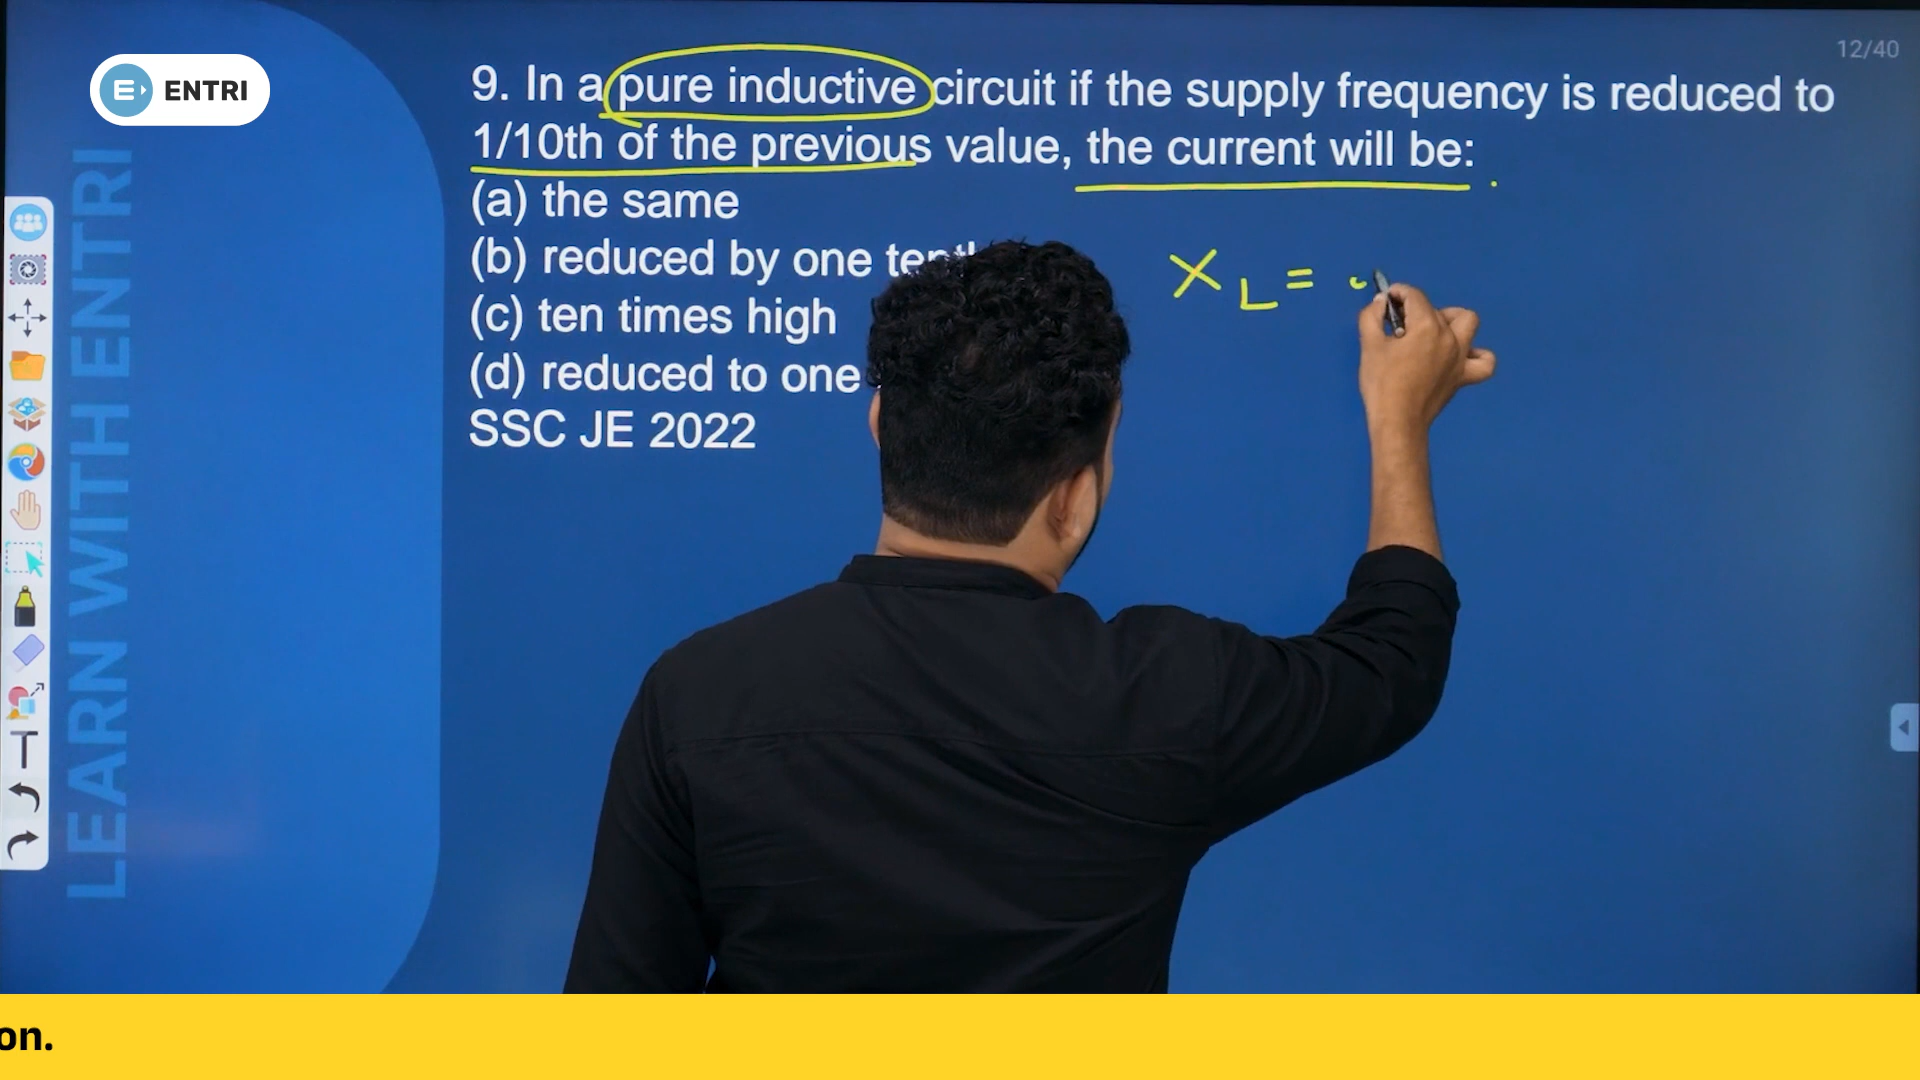 ENTRI
12/40
9. In a pure inductive circuit if the supply frequency is reduced to
1/10th of the previous value, the current will be:
(a) the same
(b) reduced by one
(c) ten times high
(d) reduced to one
SSC JE 2022
X L =
LEARN WITH ENTRI
on.